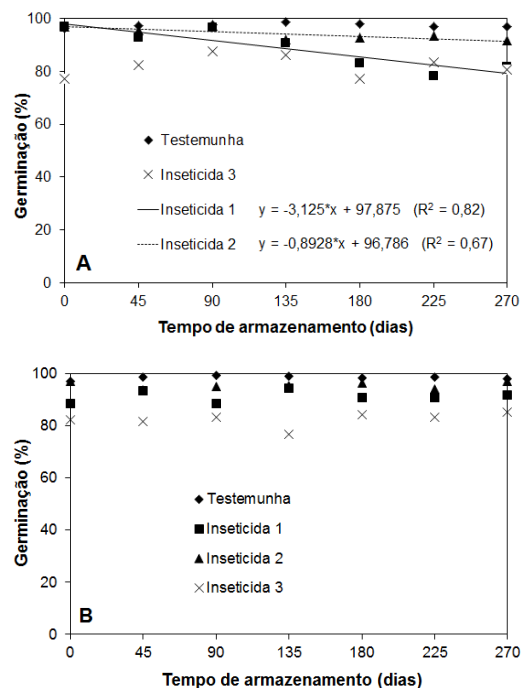 100
80
60
40
20
0
Germinação (%)
Testemunha
Inseticida 3
Inseticida 1 y = -3,125*x + 97,875 (R² = 0,82)
Inseticida 2 y = -0,8928*x + 96,786 (R² = 0,67)
A
0 45 90 135 180 225 270
Tempo de armazenamento (dias)
100
80
60
40
20
0
Germinação (%)
Testemunha
Inseticida 1
Inseticida 2
Inseticida 3
B
0 45 90 135 180 225 270
Tempo de armazenamento (dias)